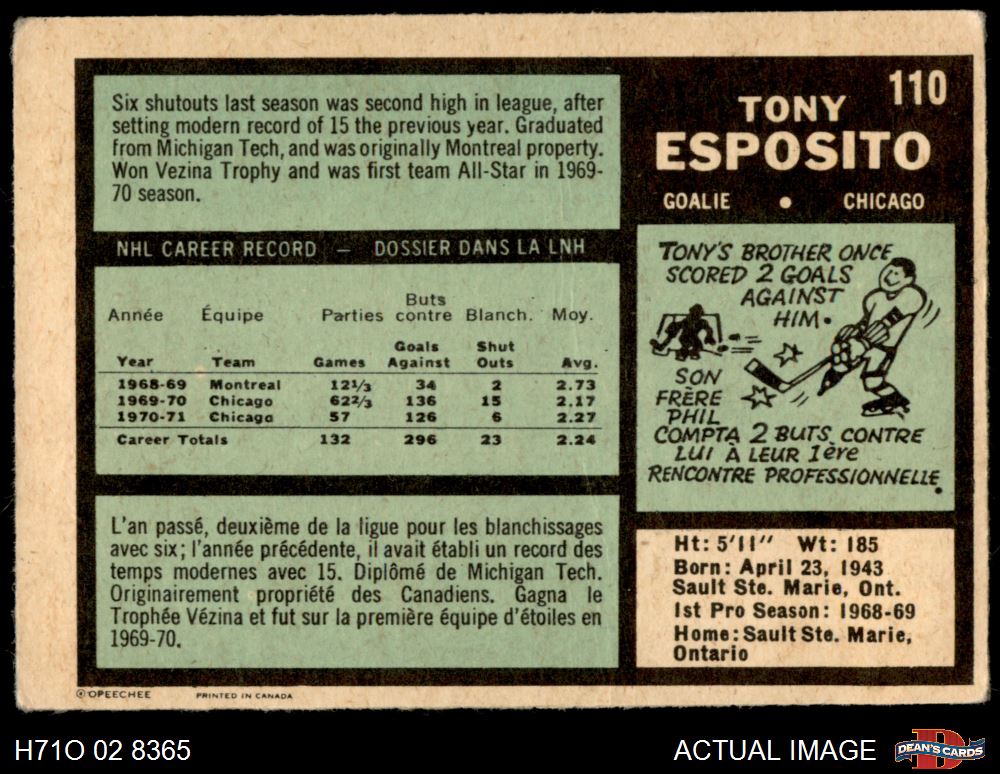 Six shutouts last season was second high in league, after
setting modern record of 15 the previous year. Graduated
from Michigan Tech, and was originally Montreal property.
Won Vezina Trophy and was first team All-Star in 1969-
70 season.
110
TONY
ESPOSITO
GOALIE • CHICAGO
NHL CAREER RECORD — DOSSIER DANS LA LNH
Année Équipe Parties Buts contre Blanch. Moy.
Year Team Games Goals Against Shut Outs Avg.
1968-69 Montreal 12 1/3 34 2 2.73
1969-70 Chicago 62 2/3 136 15 2.17
1970-71 Chicago 57 126 6 2.27
Career Totals 132 296 23 2.24
TONY'S BROTHER ONCE
SCORED 2 GOALS
AGAINST
HIM.
SON
FRÈRE
PHIL
COMPTA 2 BUTS CONTRE
LUI À LEUR 1ère
RENCONTRE PROFESSIONNELLE.
L'an passé, deuxième de la ligue pour les blanchissages
avec six; l'année précédente, il avait établi un record des
temps modernes avec 15. Diplômé de Michigan Tech.
Originairement propriété des Canadiens. Gagna le
Trophée Vézina et fut sur la première équipe d'étoiles en
1969-70.
Ht: 5'11" Wt: 185
Born: April 23, 1943
Sault Ste. Marie, Ont.
1st Pro Season: 1968-69
Home: Sault Ste. Marie,
Ontario
© OPEECHEE PRINTED IN CANADA
H71O 02 8365
ACTUAL IMAGE
DEAN'S CARDS